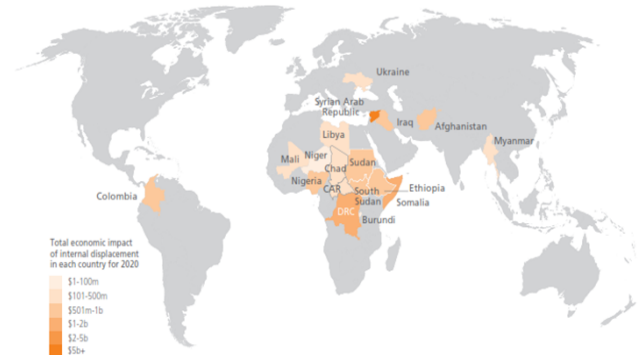 Ukraine
Syrian Arab
Republic
Iraq
Afghanistan
Libya
Myanmar
Mali
Niger
Chad
Sudan
Nigeria
CAR
South
Sudan
Ethiopia
Somalia
Colombia
DRC
Burundi
Total economic impact
of internal displacement
in each country for 2020
$1-100m
$101-500m
$501m-1b
$1-2b
$2-5b
$5b+